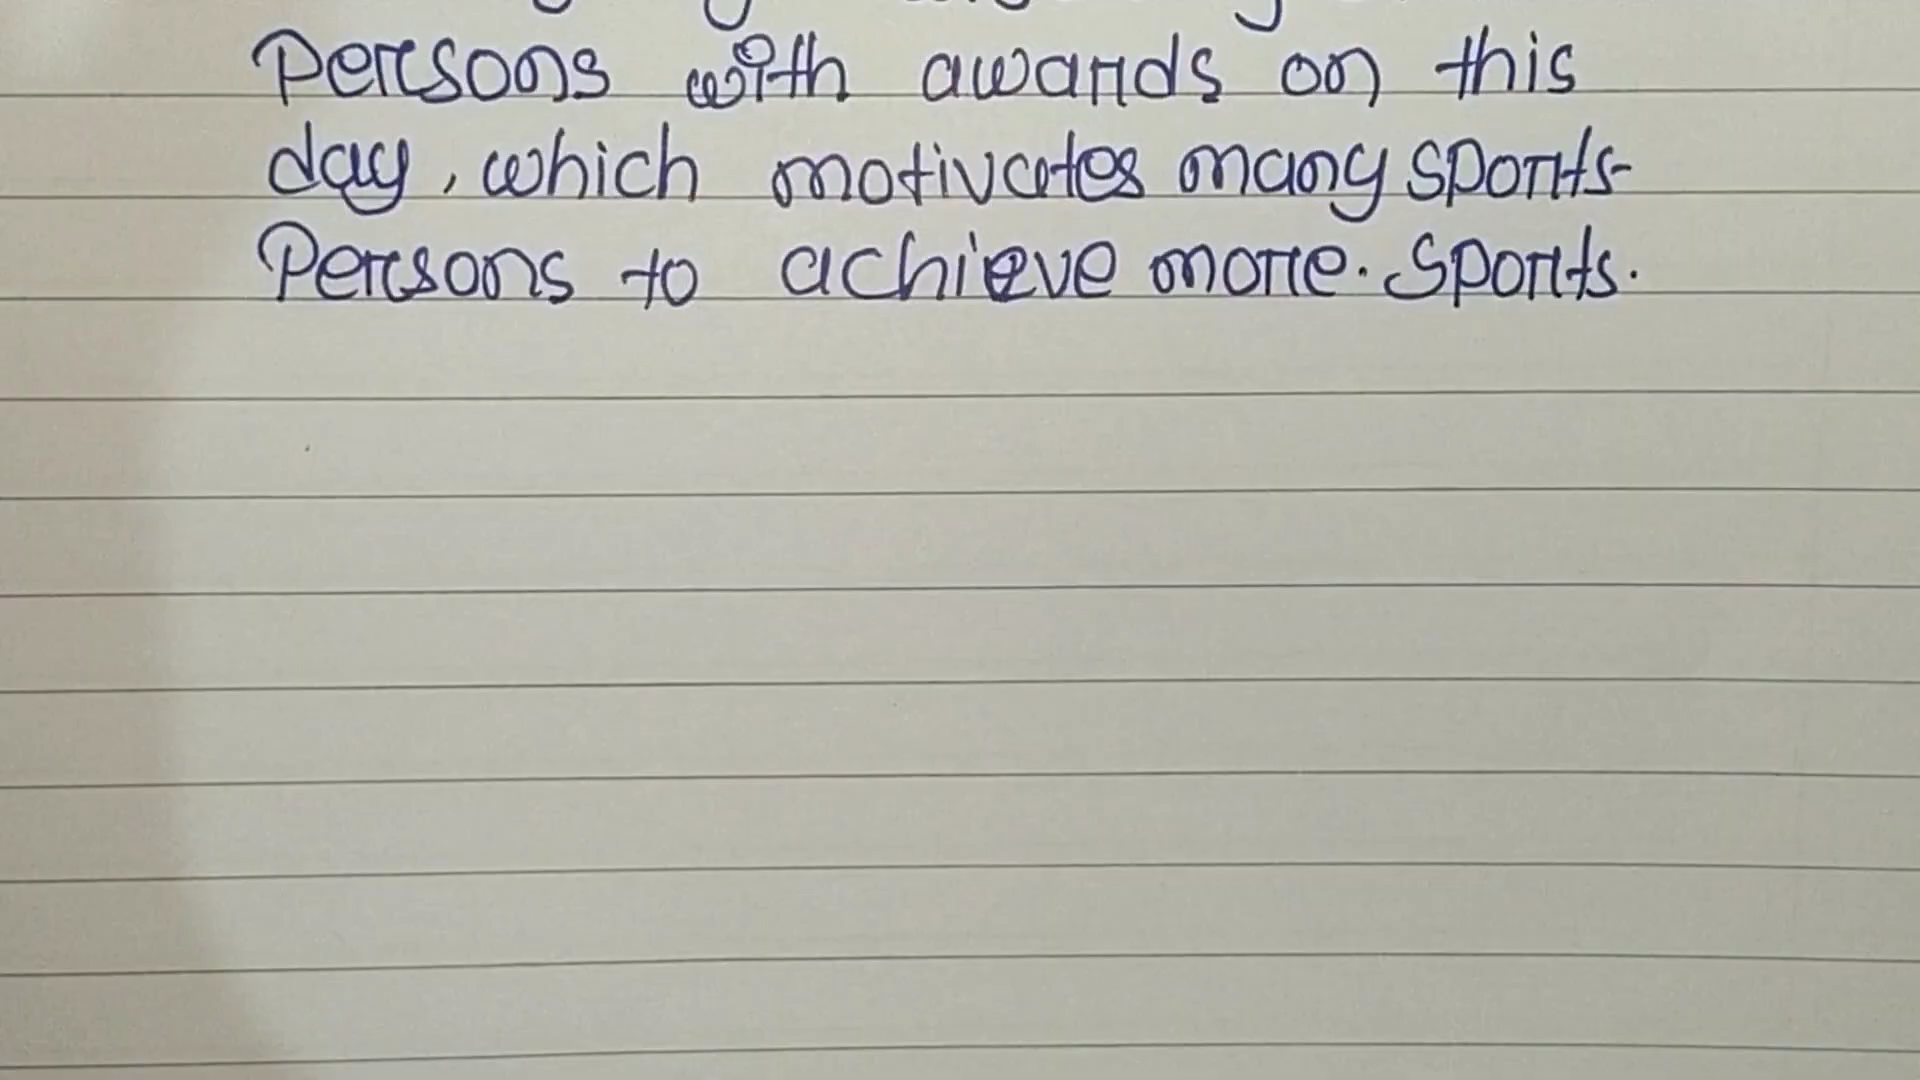 Persons with awards on this
day, which motivates many sports-
Persons to achieve more. Sports.